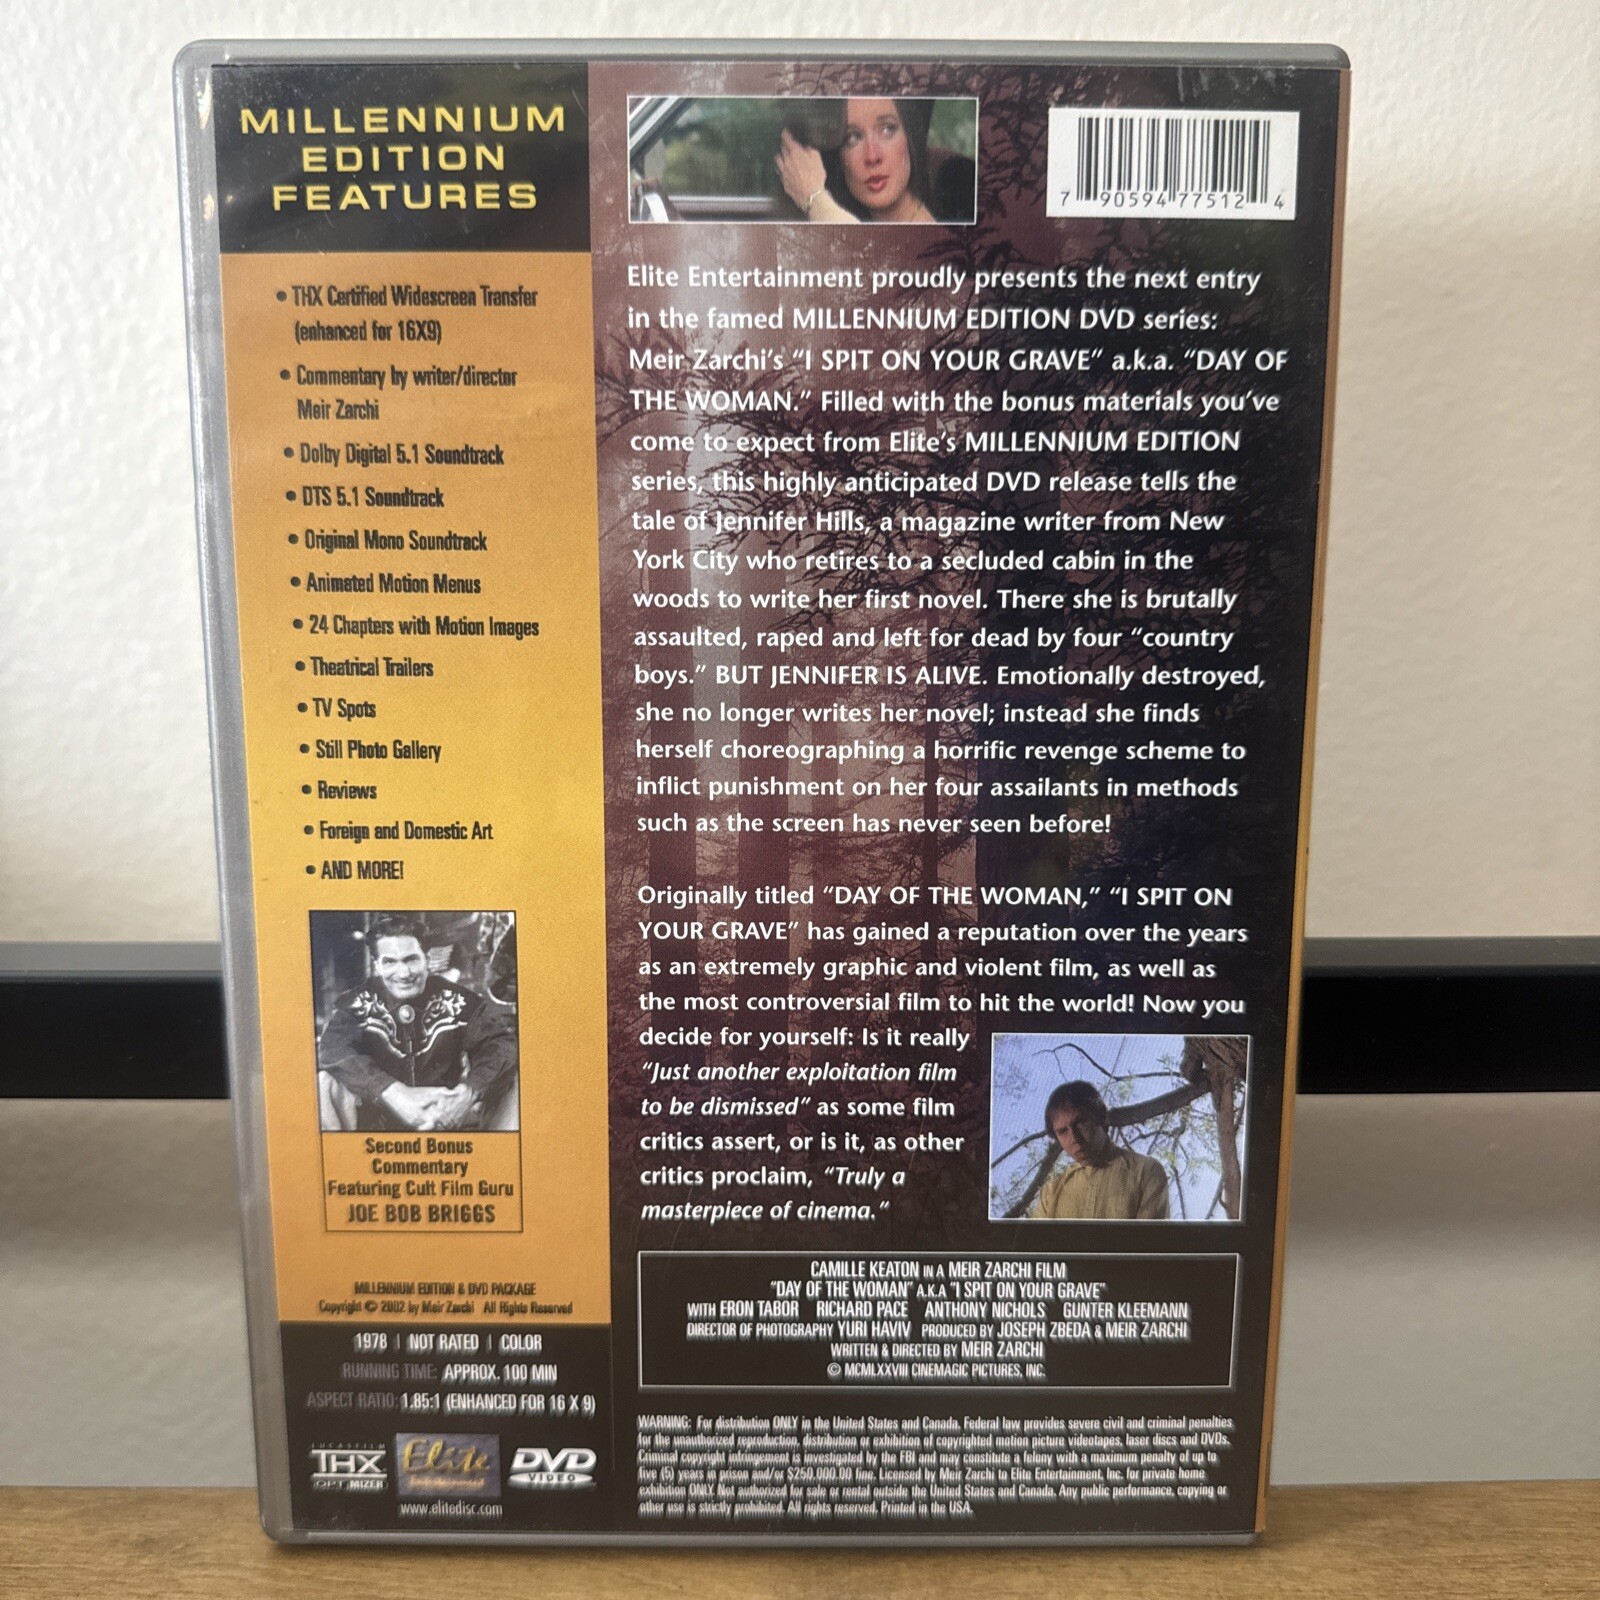 MILLENNIUM
EDITION
FEATURES
• THX Certified Widescreen Transfer
(enhanced for 16X9)
• Commentary by writer/director
Meir Zarchi
• Dolby Digital 5.1 Soundtrack
• DTS 5.1 Soundtrack
• Original Mono Soundtrack
• Animated Motion Menus
• 24 Chapters with Motion Images
• Theatrical Trailers
• TV Spots
• Still Photo Gallery
• Reviews
• Foreign and Domestic Art
• AND MORE!
Second Bonus
Commentary
Featuring Cult Film Guru
JOE BOB BRIGGS
MILLENNIUM EDITION & DVD PACKAGE
Copyright © 2002 by Meir Zarchi All Rights Reserved
1978 | NOT RATED | COLOR
RUNNING TIME: APPROX. 100 MIN
ASPECT RATIO: 1.85:1 (ENHANCED FOR 16 X 9)
LUCASFILM
THX
OPTIMIZER
Elite
Entertainment
DVD
VIDEO
www.elitedisc.com
7 90594 77512 4
Elite Entertainment proudly presents the next entry
in the famed MILLENNIUM EDITION DVD series:
Meir Zarchi's "I SPIT ON YOUR GRAVE" a.k.a. "DAY OF
THE WOMAN." Filled with the bonus materials you've
come to expect from Elite's MILLENNIUM EDITION
series, this highly anticipated DVD release tells the
tale of Jennifer Hills, a magazine writer from New
York City who retires to a secluded cabin in the
woods to write her first novel. There she is brutally
assaulted, raped and left for dead by four "country
boys." BUT JENNIFER IS ALIVE. Emotionally destroyed,
she no longer writes her novel; instead she finds
herself choreographing a horrific revenge scheme to
inflict punishment on her four assailants in methods
such as the screen has never seen before!
Originally titled "DAY OF THE WOMAN," "I SPIT ON
YOUR GRAVE" has gained a reputation over the years
as an extremely graphic and violent film, as well as
the most controversial film to hit the world! Now you
decide for yourself: Is it really
"Just another exploitation film
to be dismissed" as some film
critics assert, or is it, as other
critics proclaim, "Truly a
masterpiece of cinema."
CAMILLE KEATON IN A MEIR ZARCHI FILM
"DAY OF THE WOMAN" A.K.A "I SPIT ON YOUR GRAVE"
WITH ERON TABOR RICHARD PACE ANTHONY NICHOLS GUNTER KLEEMANN
DIRECTOR OF PHOTOGRAPHY YURI HAVIV PRODUCED BY JOSEPH ZBEDA & MEIR ZARCHI
WRITTEN & DIRECTED BY MEIR ZARCHI
© MCMLXXVIII CINEMAGIC PICTURES, INC.
WARNING: For distribution ONLY in the United States and Canada. Federal law provides severe civil and criminal penalties
for the unauthorized reproduction, distribution or exhibition of copyrighted motion picture videotapes, laser discs and DVDs.
Criminal copyright infringement is investigated by the FBI and may constitute a felony with a maximum penalty of up to
five (5) years in prison and/or $250,000.00 fine. Licensed by Meir Zarchi to Elite Entertainment, Inc. for private home
exhibition ONLY. Not authorized for sale or rental outside the United States and Canada. Any public performance, copying or
other use is strictly prohibited. All rights reserved. Printed in the USA.